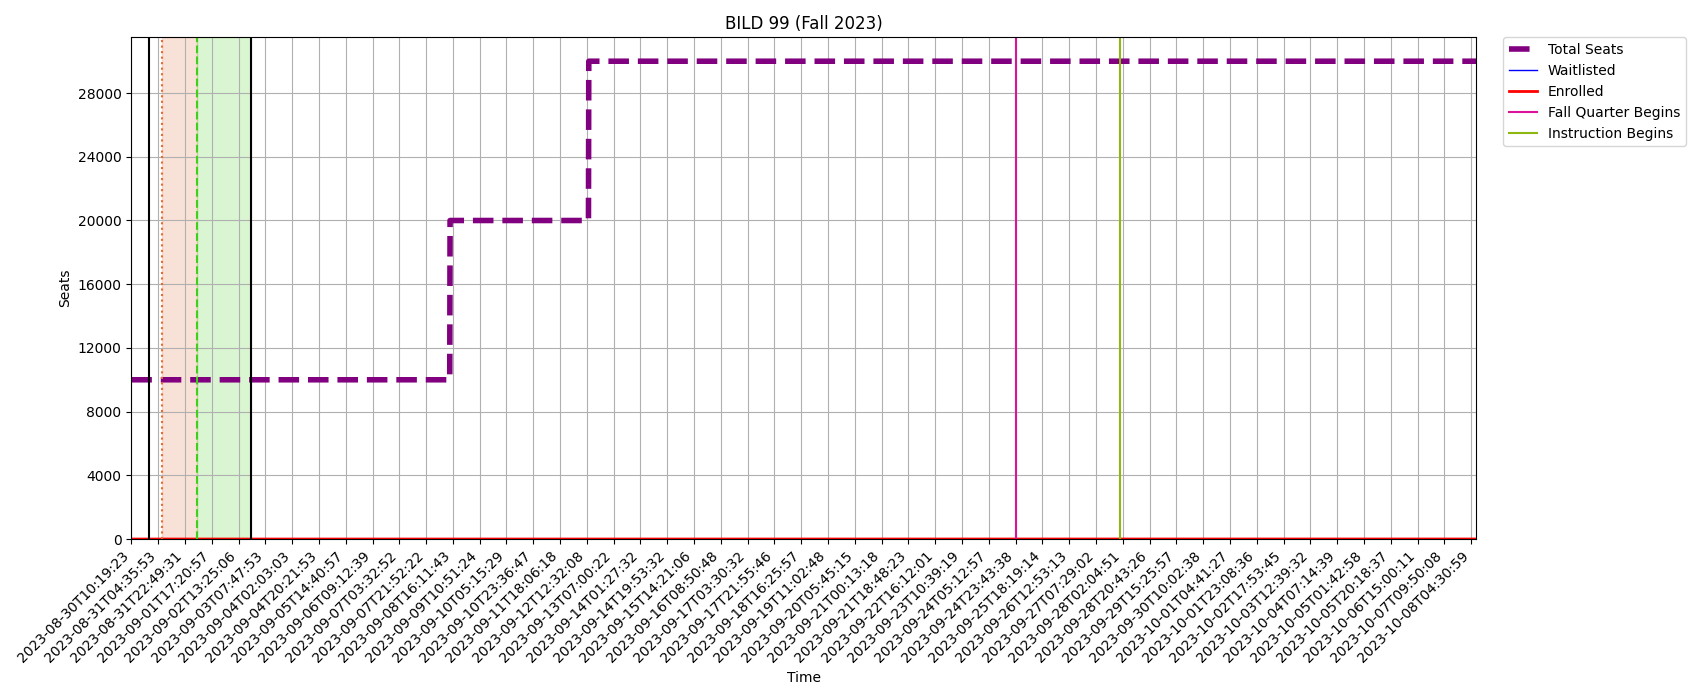 BILD 99 (Fall 2023)
Total Seats
Waitlisted
Enrolled
Fall Quarter Begins
Instruction Begins
Seats
28000
24000
20000
16000
12000
8000
4000
0
2023-08-30T10:19:23
2023-08-31T04:35:53
2023-08-31T22:49:31
2023-09-01T17:20:57
2023-09-02T13:25:06
2023-09-03T07:47:53
2023-09-04T02:03:03
2023-09-04T20:21:53
2023-09-05T14:40:57
2023-09-06T09:12:39
2023-09-07T03:32:52
2023-09-07T21:52:22
2023-09-08T16:11:43
2023-09-09T10:51:24
2023-09-10T05:15:29
2023-09-10T23:36:47
2023-09-11T18:06:18
2023-09-12T12:32:08
2023-09-13T07:00:22
2023-09-14T01:27:32
2023-09-14T19:53:32
2023-09-15T14:21:06
2023-09-16T08:50:48
2023-09-17T03:30:32
2023-09-17T21:55:46
2023-09-18T16:25:57
2023-09-19T11:02:48
2023-09-20T05:45:15
2023-09-21T00:13:18
2023-09-21T18:48:23
2023-09-22T16:12:01
2023-09-23T10:39:19
2023-09-24T05:12:57
2023-09-24T23:43:38
2023-09-25T18:19:14
2023-09-26T12:53:13
2023-09-27T07:29:02
2023-09-28T02:04:51
2023-09-28T20:43:26
2023-09-29T15:25:57
2023-09-30T10:02:38
2023-10-01T04:41:27
2023-10-01T23:08:36
2023-10-02T17:53:45
2023-10-03T12:39:32
2023-10-04T07:14:39
2023-10-05T01:42:58
2023-10-05T20:18:37
2023-10-06T15:00:11
2023-10-07T09:50:08
2023-10-08T04:30:59
Time